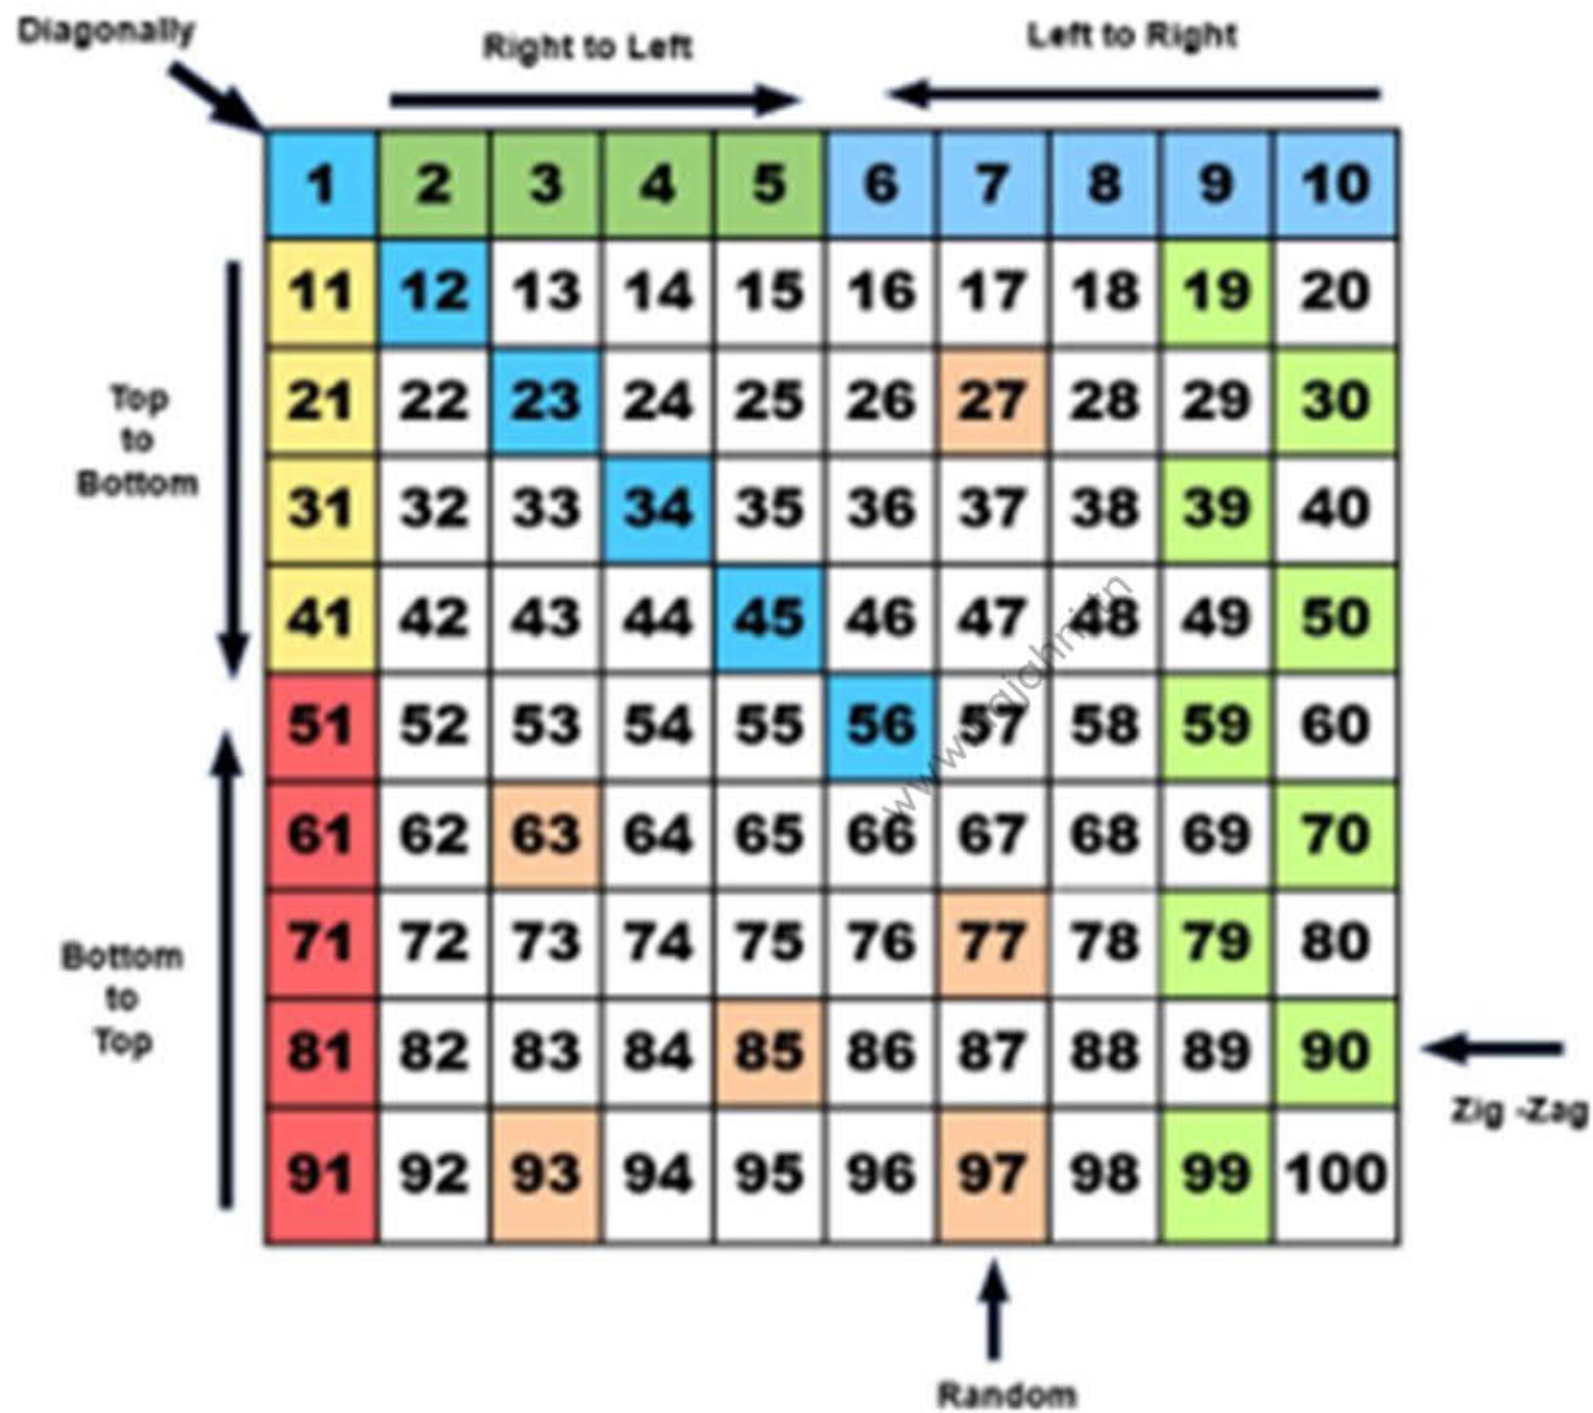 Diagonally
Right to Left
Left to Right
1 2 3 4 5 6 7 8 9 10
11 12 13 14 15 16 17 18 19 20
21 22 23 24 25 26 27 28 29 30
Top
to
Bottom
31 32 33 34 35 36 37 38 39 40
41 42 43 44 45 46 47 48 49 50
51 52 53 54 55 56 57 58 59 60
61 62 63 64 65 66 67 68 69 70
71 72 73 74 75 76 77 78 79 80
Bottom
to
Top
81 82 83 84 85 86 87 88 89 90
Zig -Zag
91 92 93 94 95 96 97 98 99 100
Random